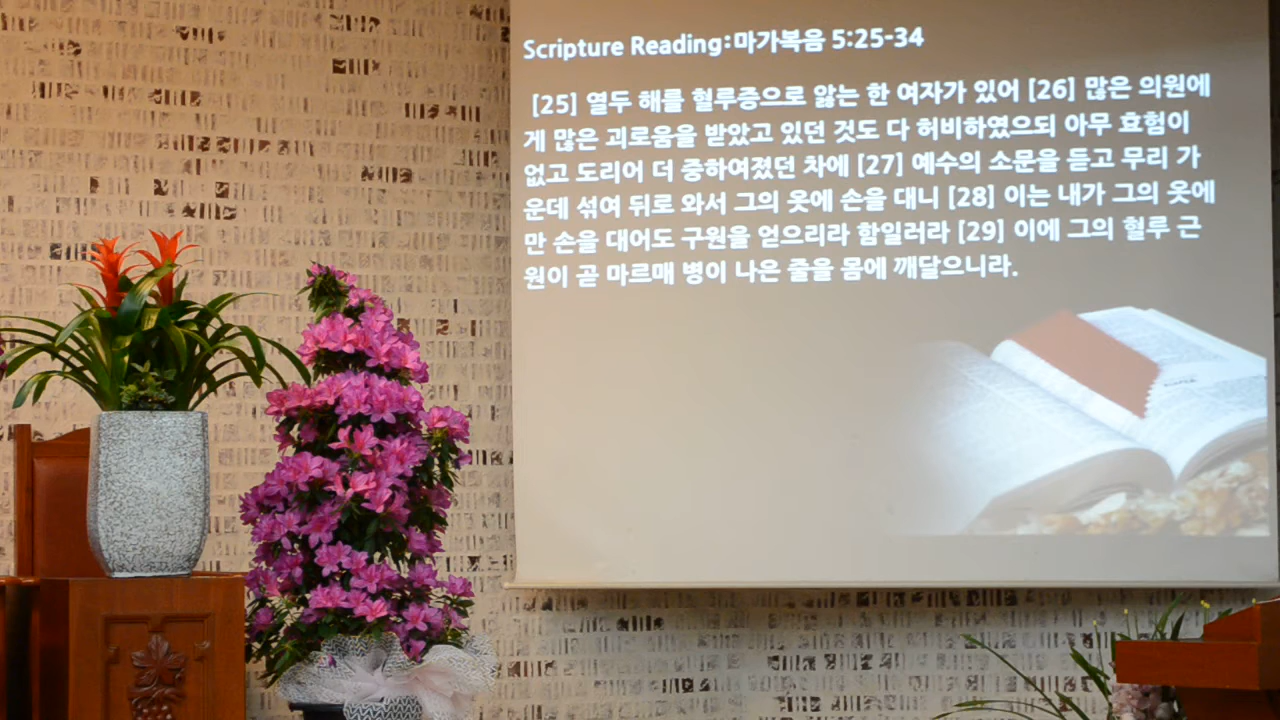 Scripture Reading:마가복음 5:25-34
[25] 열두 해를 혈루증으로 앓는 한 여자가 있어 [26] 많은 의원에
게 많은 괴로움을 받았고 있던 것도 다 허비하였으되 아무 효험이
없고 도리어 더 중하여졌던 차에 [27] 예수의 소문을 듣고 무리 가
운데 섞여 뒤로 와서 그의 옷에 손을 대니 [28] 이는 내가 그의 옷에
만 손을 대어도 구원을 얻으리라 함일러라 [29] 이에 그의 혈루 근
원이 곧 마르매 병이 나은 줄을 몸에 깨달으니라.